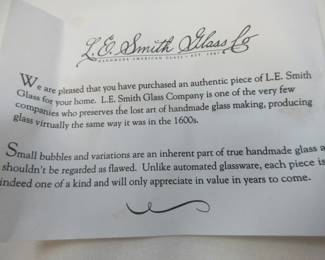 L.E. Smith Glass Co
HANDMADE AMERICAN GLASS • EST. 1907
We are pleased that you have purchased an authentic piece of L.E. Smith
Glass for your home. L.E. Smith Glass Company is one of the very few
companies who preserves the lost art of handmade glass making, producing
glass virtually the same way it was in the 1600s.
Small bubbles and variations are an inherent part of true handmade glass a
shouldn't be regarded as flawed. Unlike automated glassware, each piece is
indeed one of a kind and will only appreciate in value in years to come.